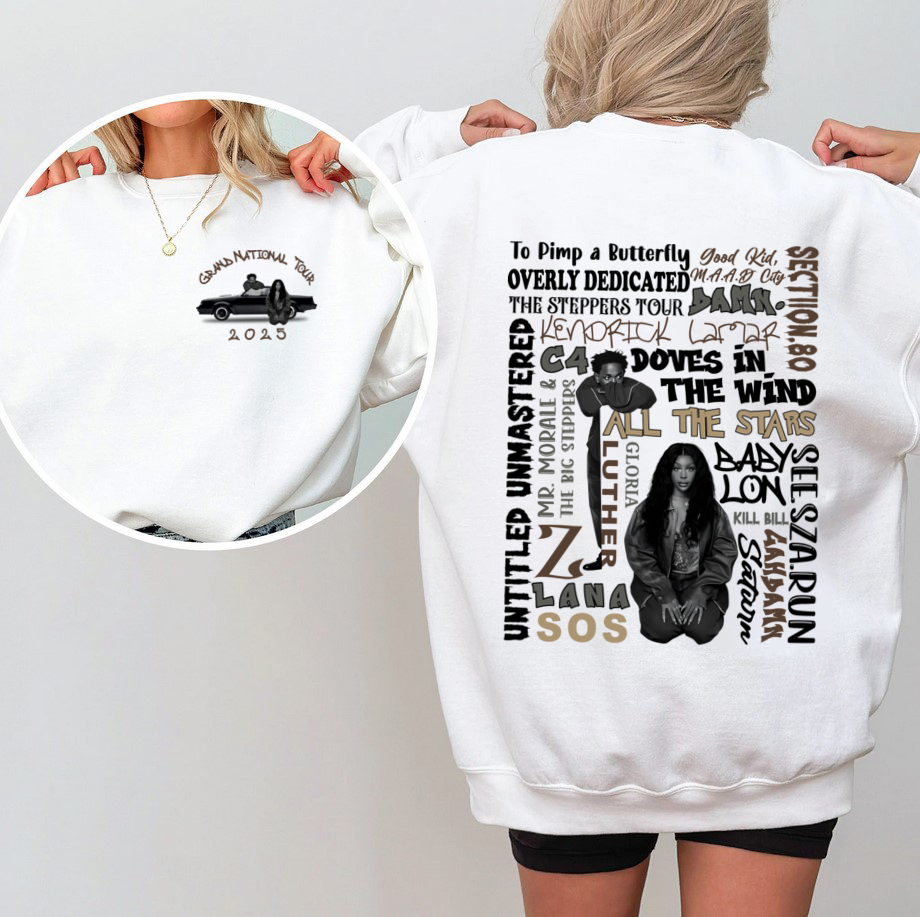 GRAND NATIONAL TOUR
2025
To Pimp a Butterfly
Good Kid,
M.A.A.D City
OVERLY DEDICATED
THE STEPPERS TOUR
DAMN.
SECTIION.80
KENDRICK LAMAR
UNTITLED UNMASTERED
C4
DOVES IN
THE WIND
MR. MORALE &
THE BIG STEPPERS
ALL THE STARS
LUTHER
GLORIA
BABY
LON
SEE.SZA.RUN
KILL BILL
Z
Saturn
LANA
SOS